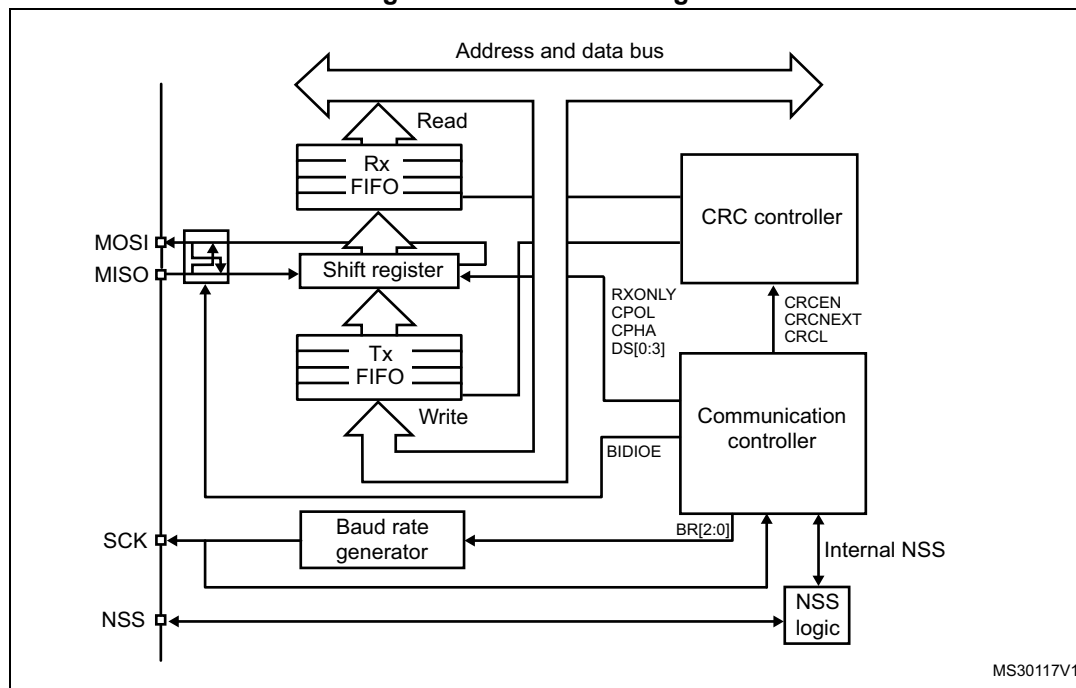 Address and data bus
Read
Rx
FIFO
CRC controller
MOSI
MISO
Shift register
RXONLY
CPOL
CPHA
DS[0:3]
CRCEN
CRCNEXT
CRCL
Tx
FIFO
Write
Communication
controller
BIDIOE
SCK
Baud rate
generator
BR[2:0]
Internal NSS
NSS
NSS
logic
MS30117V1